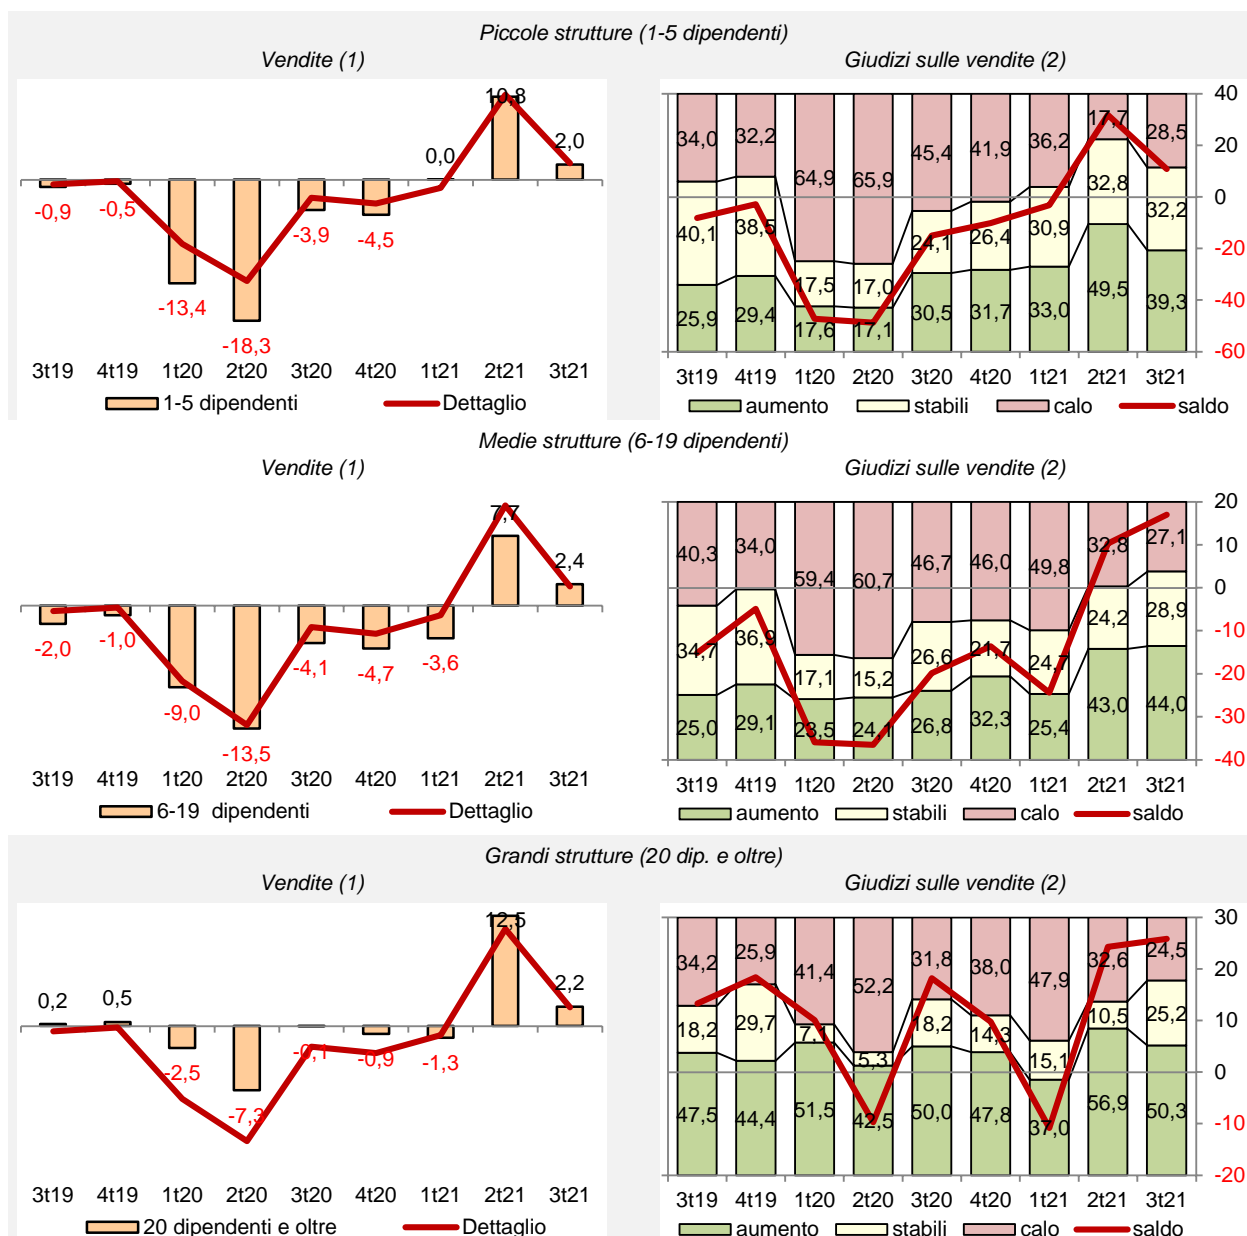 Piccole strutture (1-5 dipendenti)
Vendite (1)
Giudizi sulle vendite (2)
-0,9 -0,5 -13,4 -18,3 -3,9 -4,5 0,0 10,8 2,0
3t19 4t19 1t20 2t20 3t20 4t20 1t21 2t21 3t21
1-5 dipendenti Dettaglio
34,0 32,2 64,9 65,9 45,4 41,9 36,2 17,7 28,5
40,1 38,5 17,5 17,0 24,1 26,4 30,9 32,8 32,2
25,9 29,4 17,6 17,1 30,5 31,7 33,0 49,5 39,3
40
20
0
-20
-40
-60
3t19 4t19 1t20 2t20 3t20 4t20 1t21 2t21 3t21
aumento stabili calo saldo
Medie strutture (6-19 dipendenti)
Vendite (1)
Giudizi sulle vendite (2)
-2,0 -1,0 -9,0 -13,5 -4,1 -4,7 -3,6 7,7 2,4
3t19 4t19 1t20 2t20 3t20 4t20 1t21 2t21 3t21
6-19 dipendenti Dettaglio
40,3 34,0 59,4 60,7 46,7 46,0 49,8 32,8 27,1
34,7 36,9 17,1 15,2 26,6 21,7 24,7 24,2 28,9
25,0 29,1 23,5 24,1 26,8 32,3 25,4 43,0 44,0
20
10
0
-10
-20
-30
-40
3t19 4t19 1t20 2t20 3t20 4t20 1t21 2t21 3t21
aumento stabili calo saldo
Grandi strutture (20 dip. e oltre)
Vendite (1)
Giudizi sulle vendite (2)
0,2 0,5 -2,5 -7,3 -0,1 -0,9 -1,3 12,5 2,2
3t19 4t19 1t20 2t20 3t20 4t20 1t21 2t21 3t21
20 dipendenti e oltre Dettaglio
34,2 25,9 41,4 52,2 31,8 38,0 47,9 32,6 24,5
18,2 29,7 7,1 5,3 18,2 14,3 15,1 10,5 25,2
47,5 44,4 51,5 42,5 50,0 47,8 37,0 56,9 50,3
30
20
10
0
-10
-20
3t19 4t19 1t20 2t20 3t20 4t20 1t21 2t21 3t21
aumento stabili calo saldo